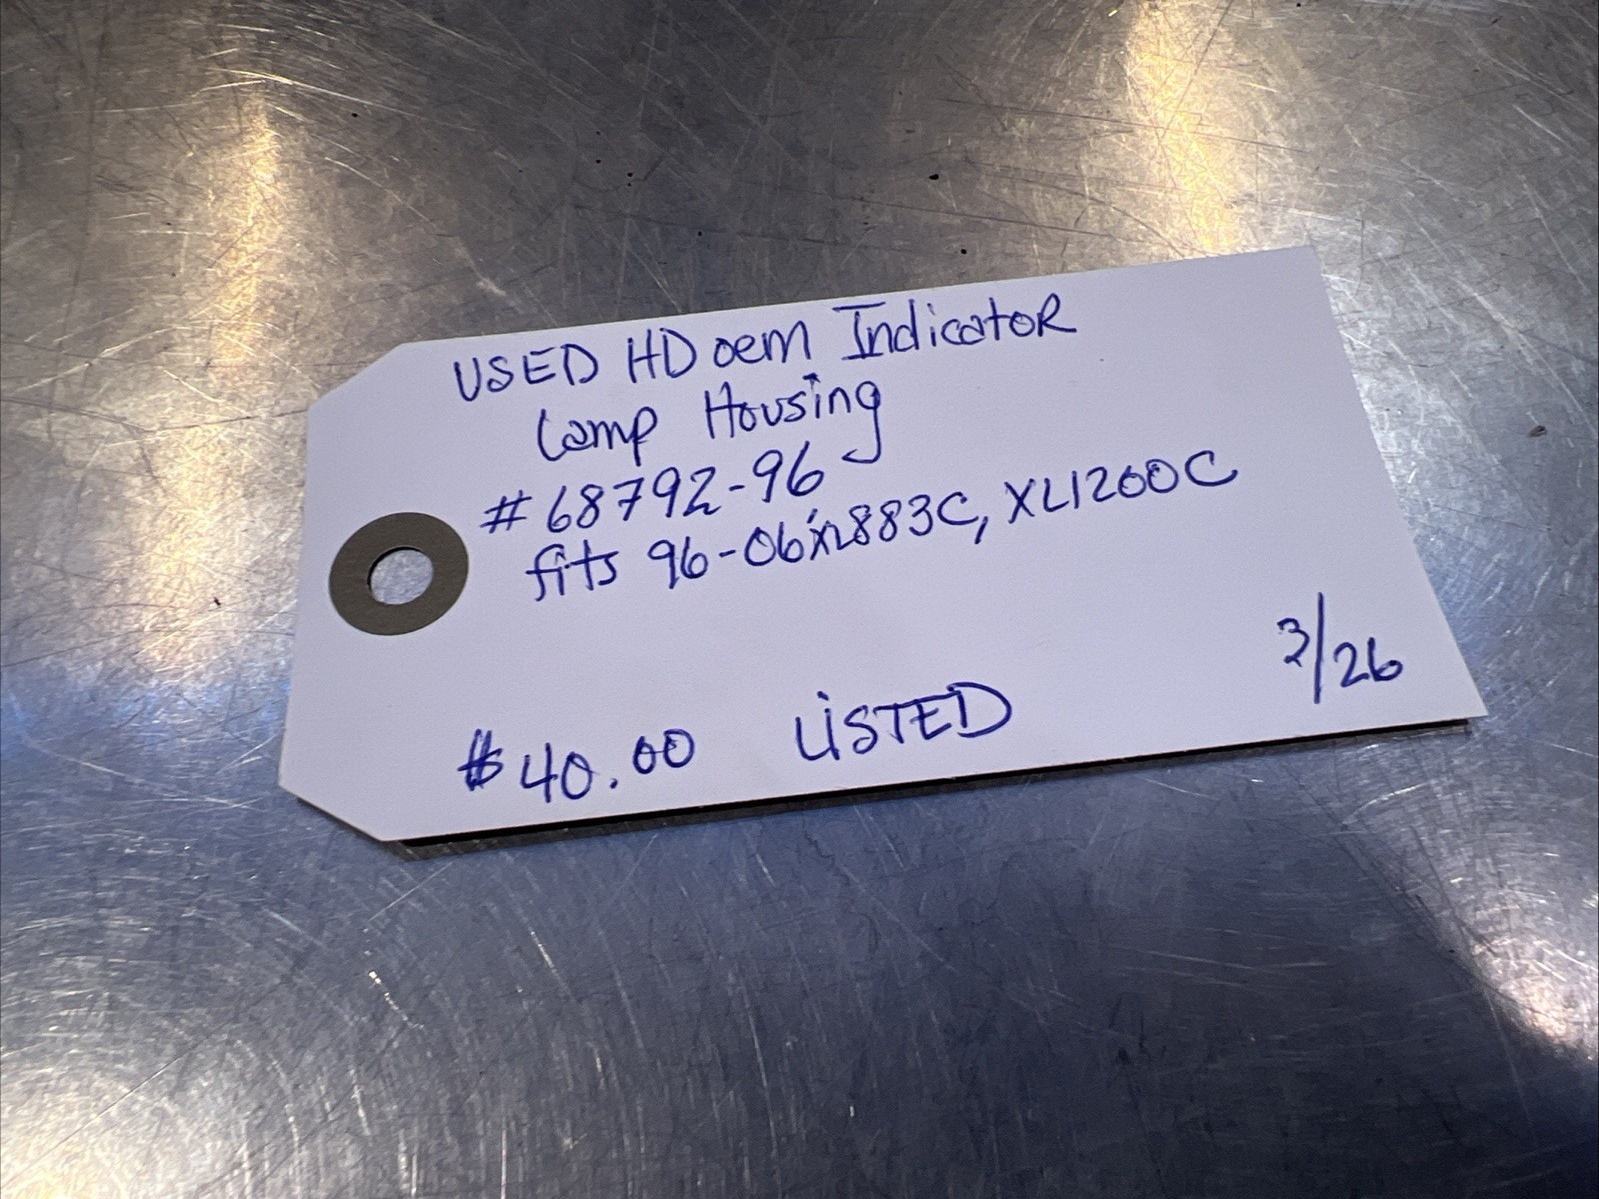 USED HD oem Indicator
Lamp Housing
#68792-96
fits 96-06 XL883C, XL1200C
$40.00 LiSTED
3/26